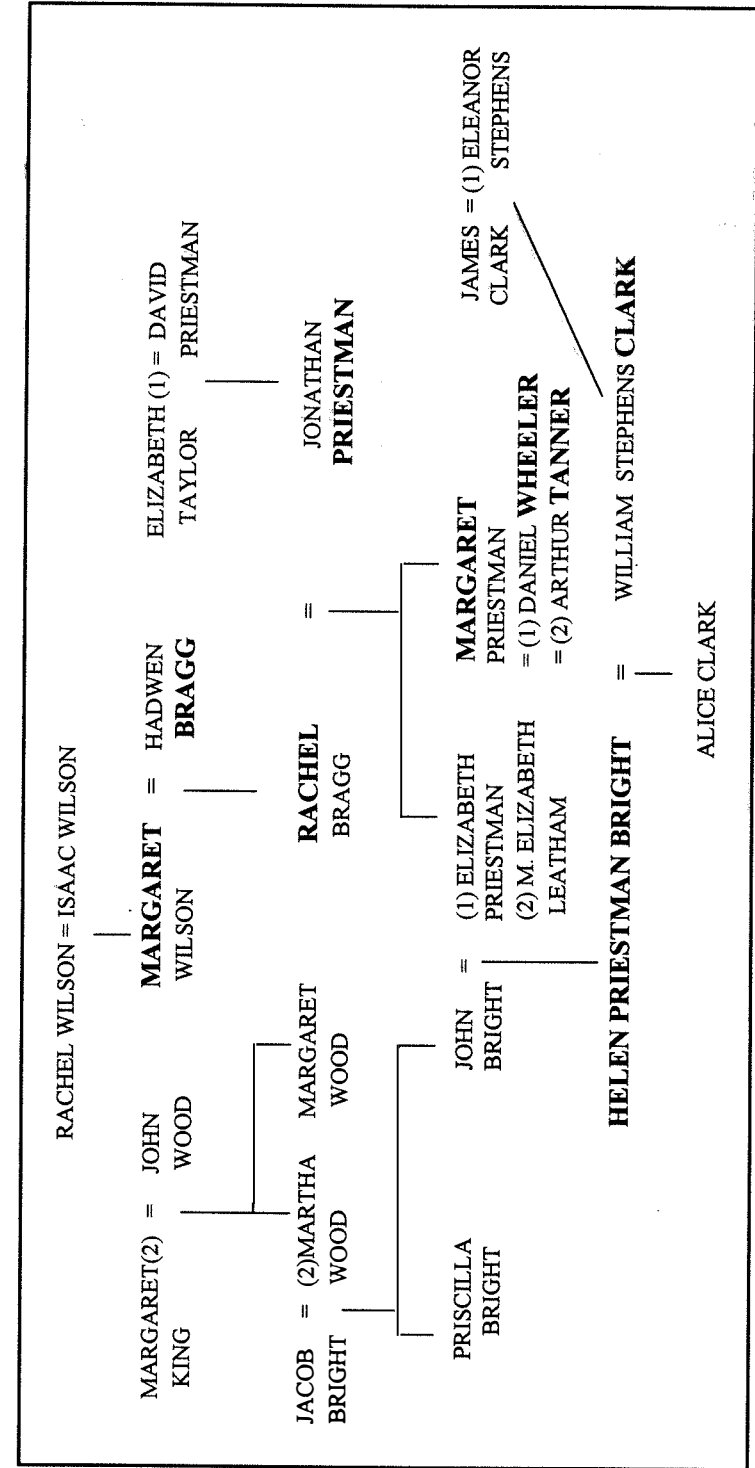 RACHEL WILSON = ISAAC WILSON
MARGARET(2) = JOHN
KING WOOD
MARGARET = HADWEN
WILSON BRAGG
ELIZABETH (1) = DAVID
TAYLOR PRIESTMAN
JACOB = (2)MARTHA
BRIGHT WOOD
MARGARET
WOOD
RACHEL
BRAGG
=
JONATHAN
PRIESTMAN
PRISCILLA
BRIGHT
JOHN =
BRIGHT
(1) ELIZABETH
PRIESTMAN
(2) M. ELIZABETH
LEATHAM
MARGARET
PRIESTMAN
= (1) DANIEL WHEELER
= (2) ARTHUR TANNER
JAMES = (1) ELEANOR
CLARK STEPHENS
HELEN PRIESTMAN BRIGHT = WILLIAM STEPHENS CLARK
ALICE CLARK